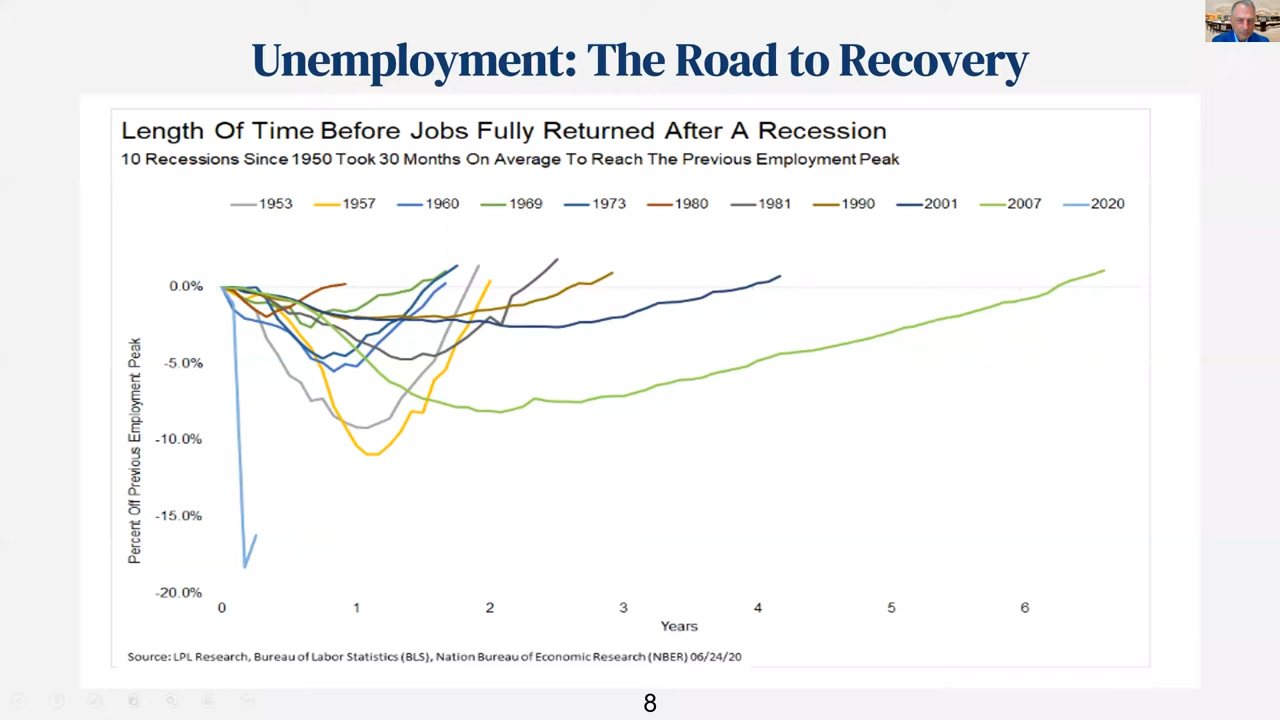 Unemployment: The Road to Recovery
Length Of Time Before Jobs Fully Returned After A Recession
10 Recessions Since 1950 Took 30 Months On Average To Reach The Previous Employment Peak
1953 1957 1960 1969 1973 1980 1981 1990 2001 2007 2020
Percent Off Previous Employment Peak
0.0%
-5.0%
-10.0%
-15.0%
-20.0%
0 1 2 3 4 5 6
Years
Source: LPL Research, Bureau of Labor Statistics (BLS), Nation Bureau of Economic Research (NBER) 06/24/20
8